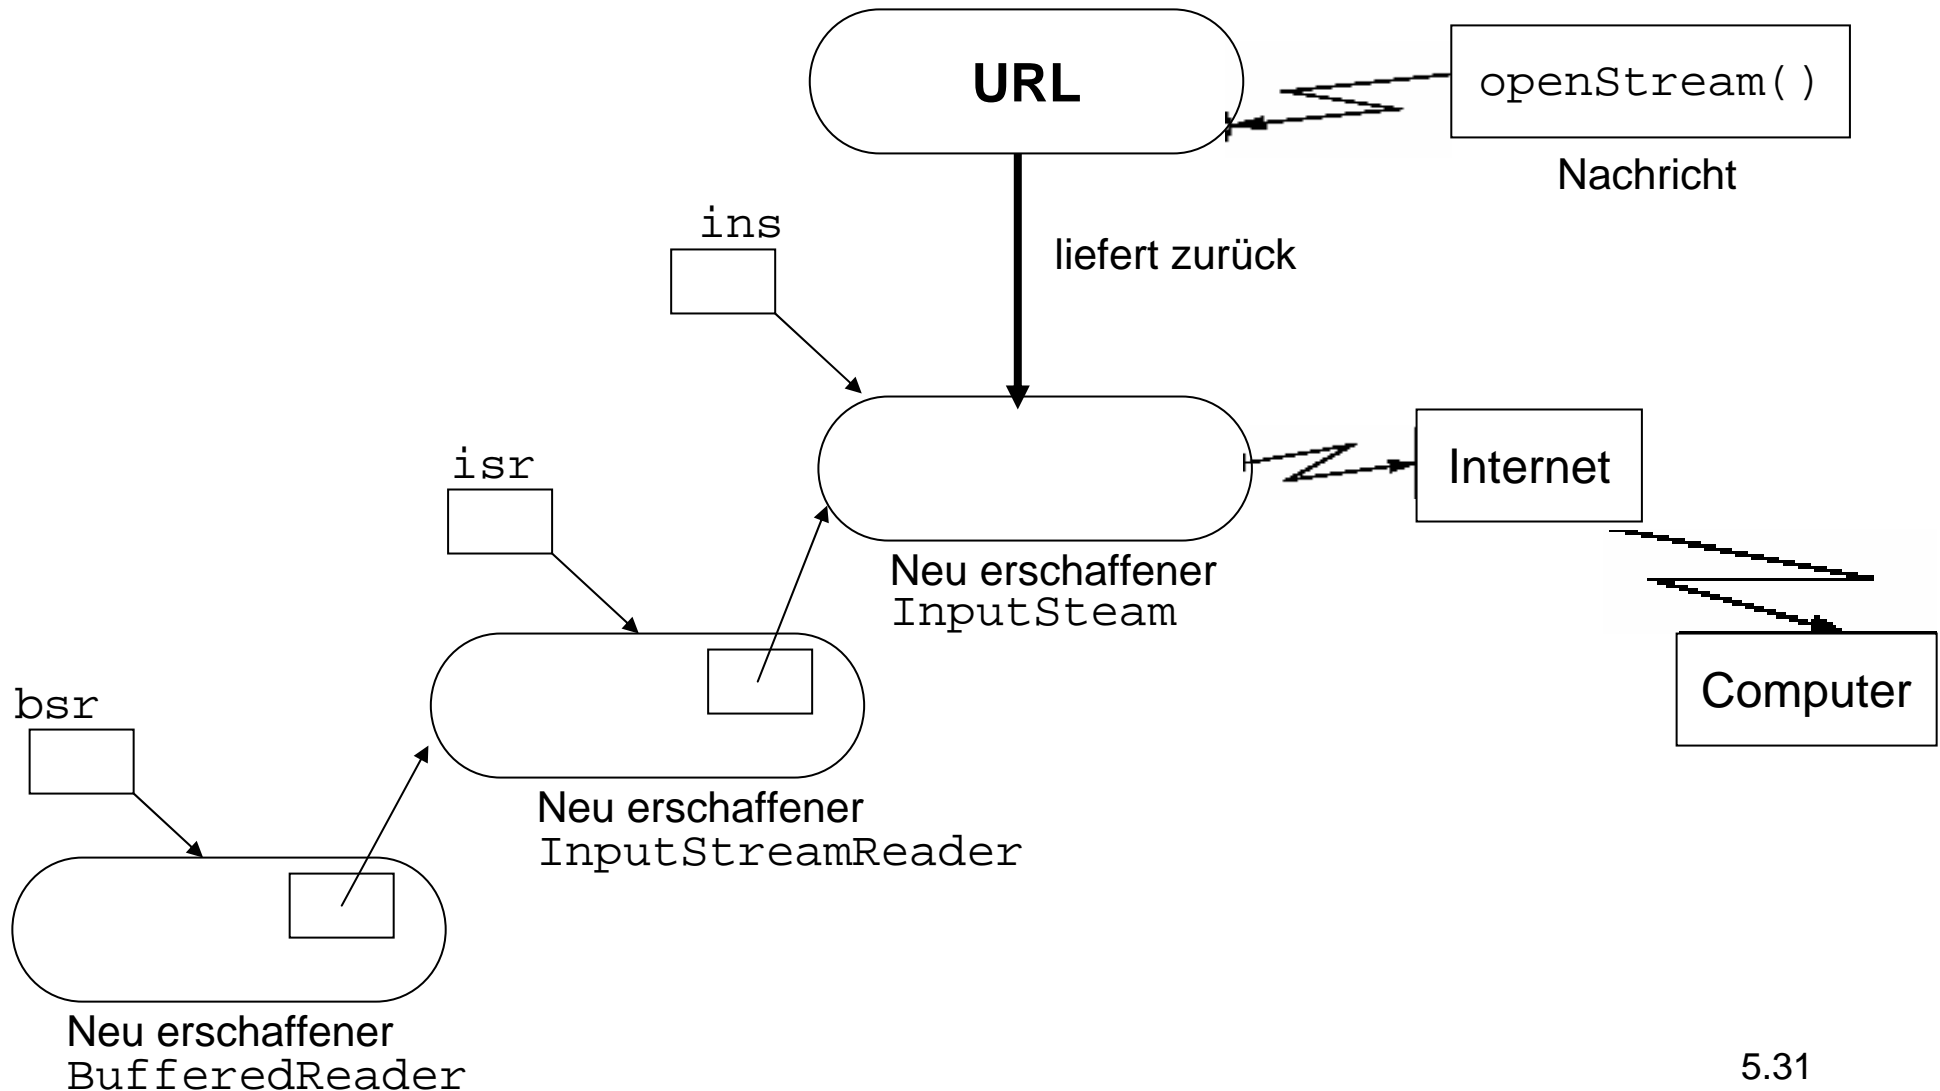 URL
openStream()
Nachricht
ins
liefert zurück
isr
Internet
Neu erschaffener
InputSteam
bsr
Computer
Neu erschaffener
InputStreamReader
Neu erschaffener
BufferedReader
5.31